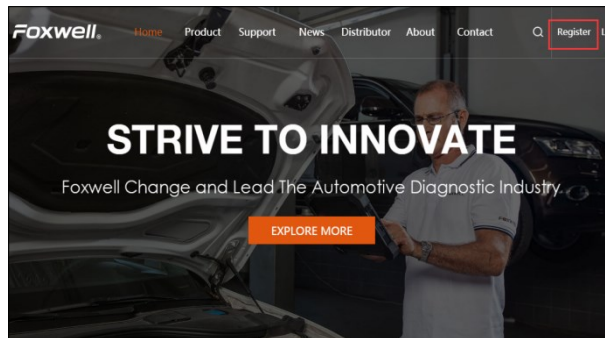 Foxwell® Home Product Support News Distributor About Contact Register
STRIVE TO INNOVATE
Foxwell Change and Lead The Automotive Diagnostic Industry
EXPLORE MORE